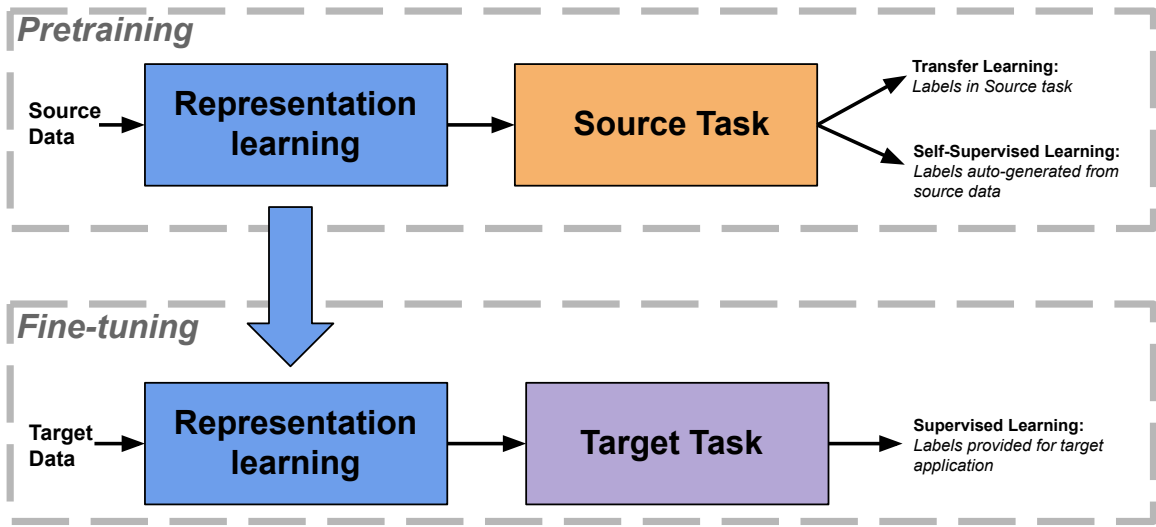 Pretraining
Source
Data
Representation
learning
Source Task
Transfer Learning:
Labels in Source task
Self-Supervised Learning:
Labels auto-generated from
source data
Fine-tuning
Target
Data
Representation
learning
Target Task
Supervised Learning:
Labels provided for target
application